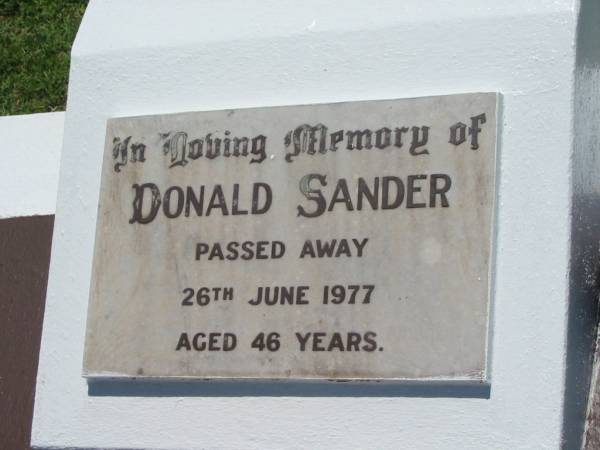 In Loving Memory of
DONALD SANDER
PASSED AWAY
26TH JUNE 1977
AGED 46 YEARS.